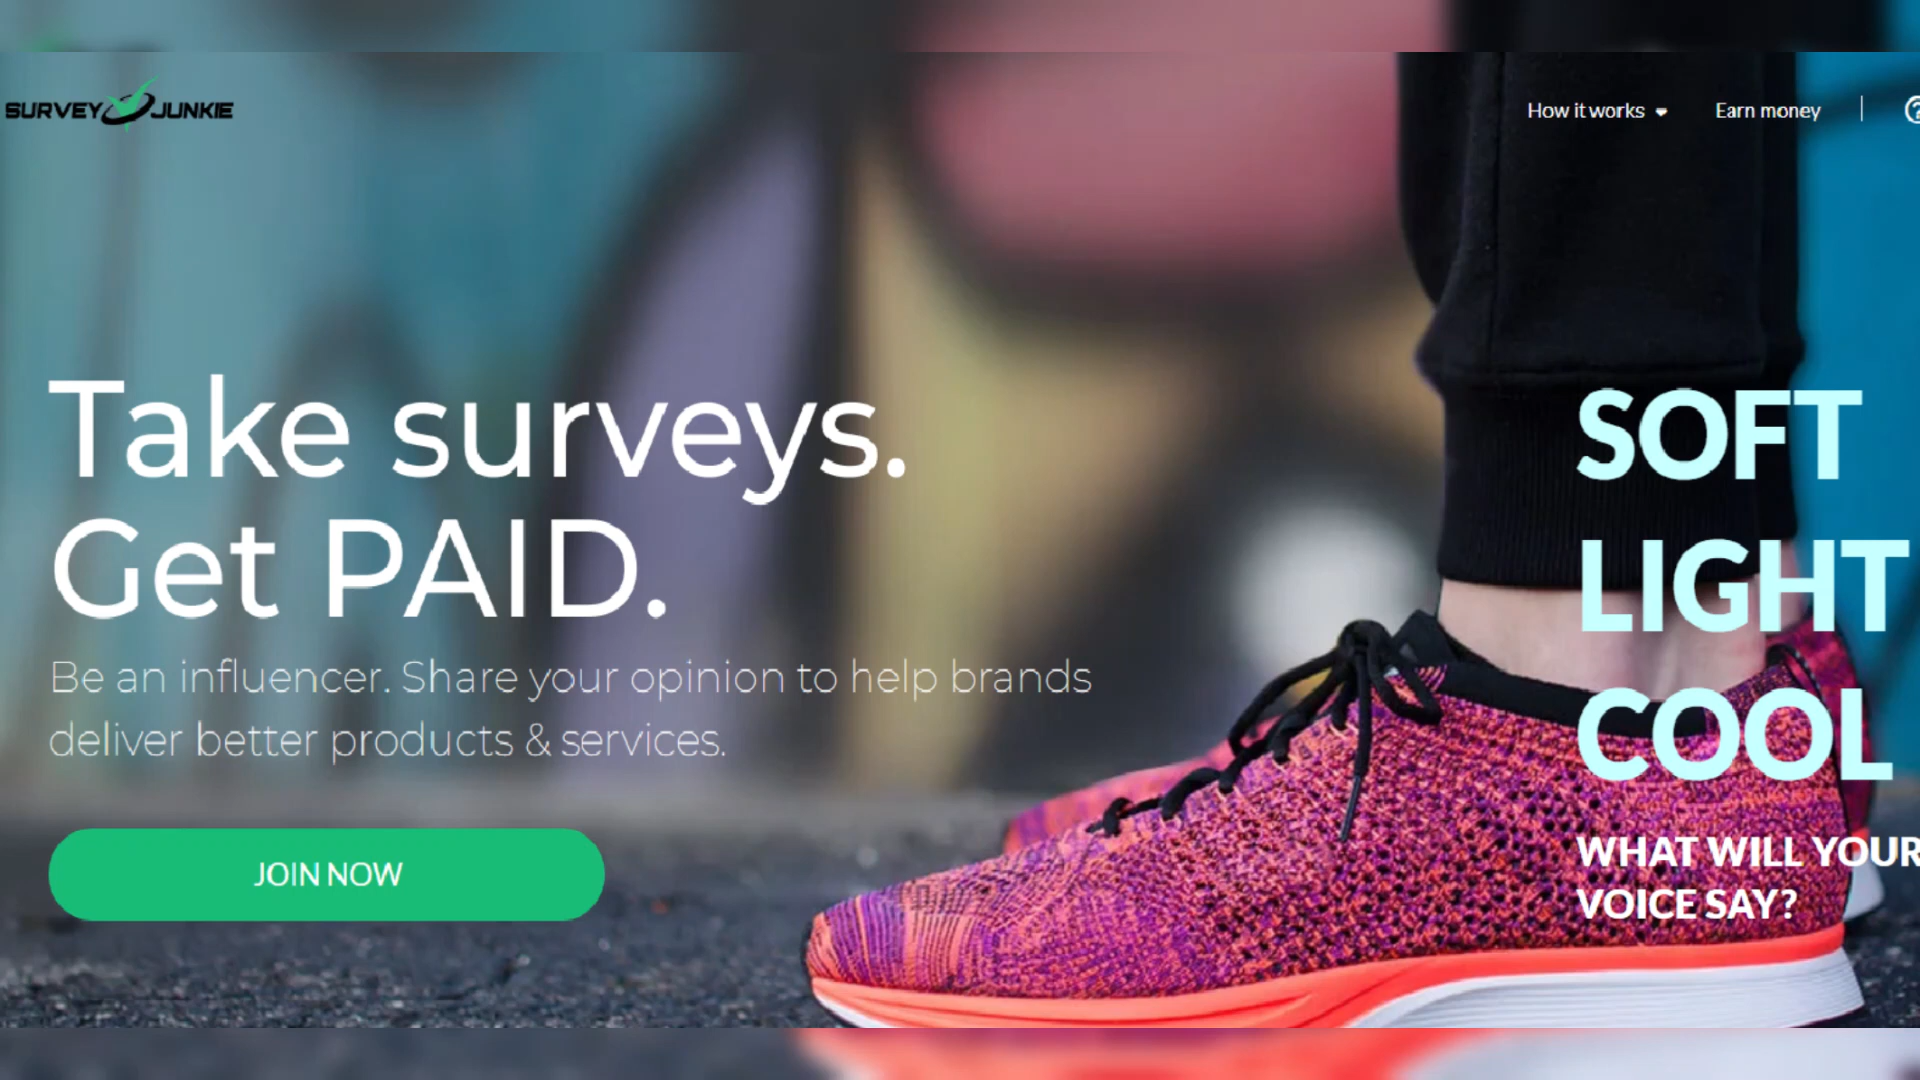 SURVEY JUNKIE
How it works
Earn money
Take surveys.
Get PAID.
Be an influencer. Share your opinion to help brands
deliver better products & services.
JOIN NOW
SOFT
LIGHT
COOL
WHAT WILL YOUR
VOICE SAY?